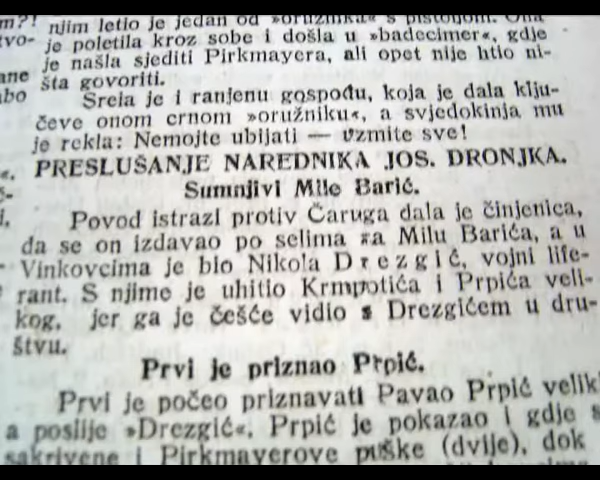 njim letio je jedan od »oružnika« s pištoljom. Ona
je poletila kroz sobe i došla u »badecimer«, gdje
je našla sjediti Pirkmayera, ali opet nije htio ni-
šta govoriti.
Srela je i ranjenu gospođu, koja je dala klju-
čeve onom crnom »oružniku«, a svjedokinja mu
je rekla: Nemojte ubijati — uzmite sve!
PRESLUŠANJE NAREDNIKA JOS. DRONJKA.
Sumnjivi Mile Barić.
Povod istrazi protiv Čaruga dala je činjenica,
da se on izdavao po selima za Milu Barića, a u
Vinkovcima je bio Nikola Drezgić, vojni life-
rant. S njime je uhitio Krmpotića i Prpića veli-
kog, jer ga je češće vidio s Drezgićem u dru-
štvu.
Prvi je priznao Prpić.
Prvi je počeo priznavati Pavao Prpić velik
a poslije »Drezgić«. Prpić je pokazao i gdje s
sakrivene i Pirkmayerove puške (dvije), dok